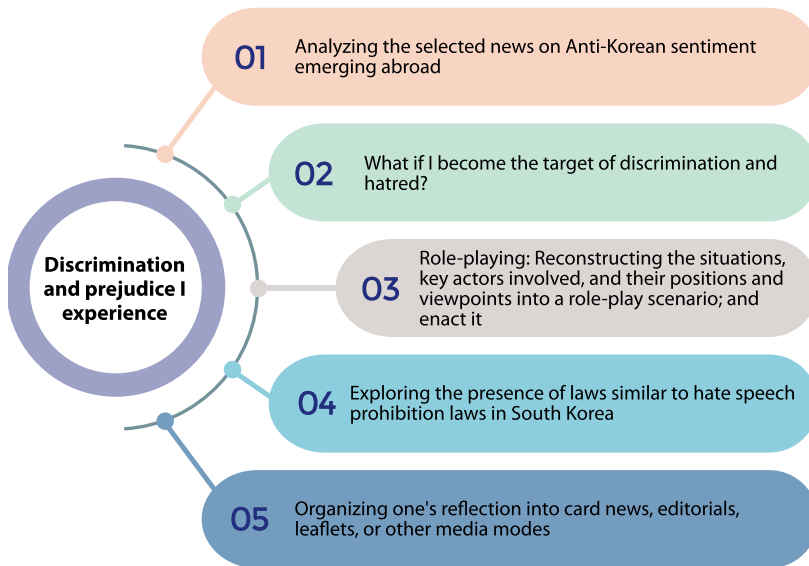 Discrimination
and prejudice I
experience
01
Analyzing the selected news on Anti-Korean sentiment
emerging abroad
02
What if I become the target of discrimination and
hatred?
03
Role-playing: Reconstructing the situations,
key actors involved, and their positions and
viewpoints into a role-play scenario; and
enact it
04
Exploring the presence of laws similar to hate speech
prohibition laws in South Korea
05
Organizing one's reflection into card news, editorials,
leaflets, or other media modes